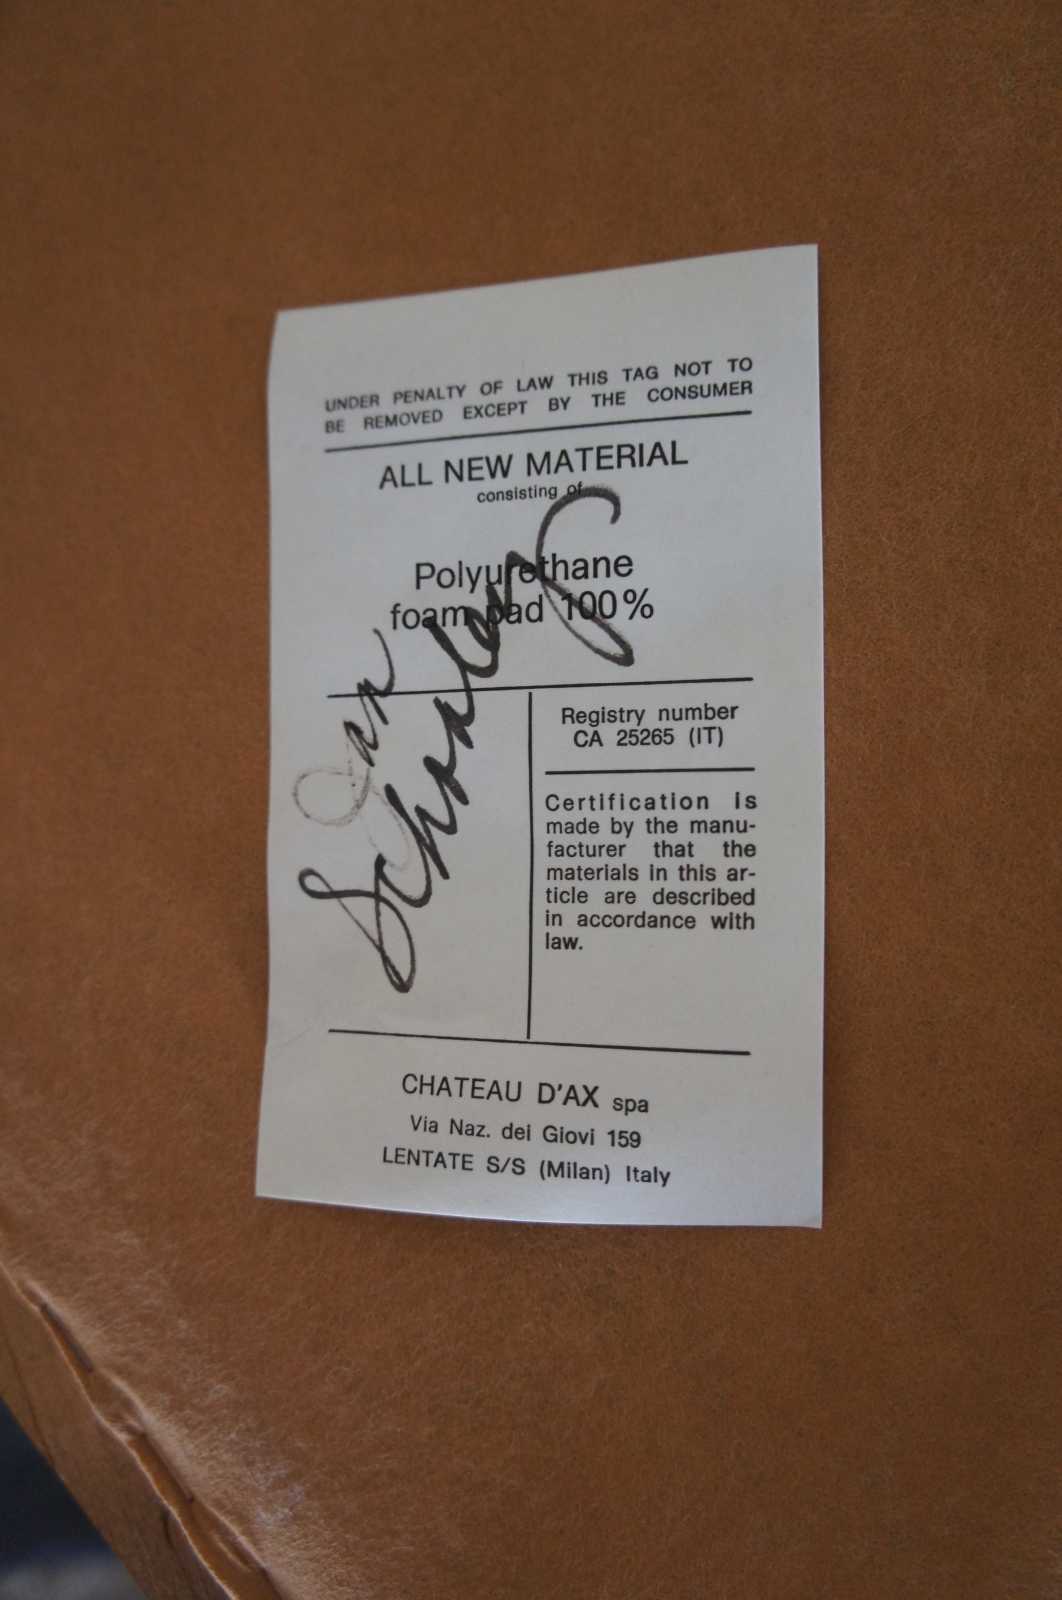 UNDER PENALTY OF LAW THIS TAG NOT TO
BE REMOVED EXCEPT BY THE CONSUMER
ALL NEW MATERIAL
consisting of
Polyurethane
foam pad 100%
Registry number
CA 25265 (IT)
Certification is
made by the manu-
facturer that the
materials in this ar-
ticle are described
in accordance with
law.
CHATEAU D'AX spa
Via Naz. dei Giovi 159
LENTATE S/S (Milan) Italy